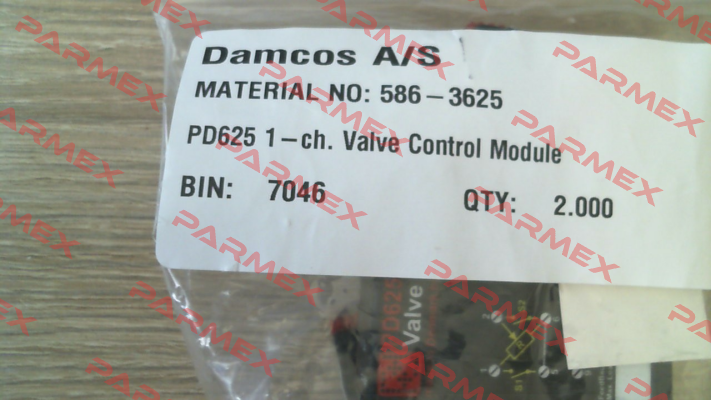 Damcos A/S
MATERIAL NO: 586-3625
PD625 1-ch. Valve Control Module
BIN: 7046 QTY: 2.000
Valve
PARMEX